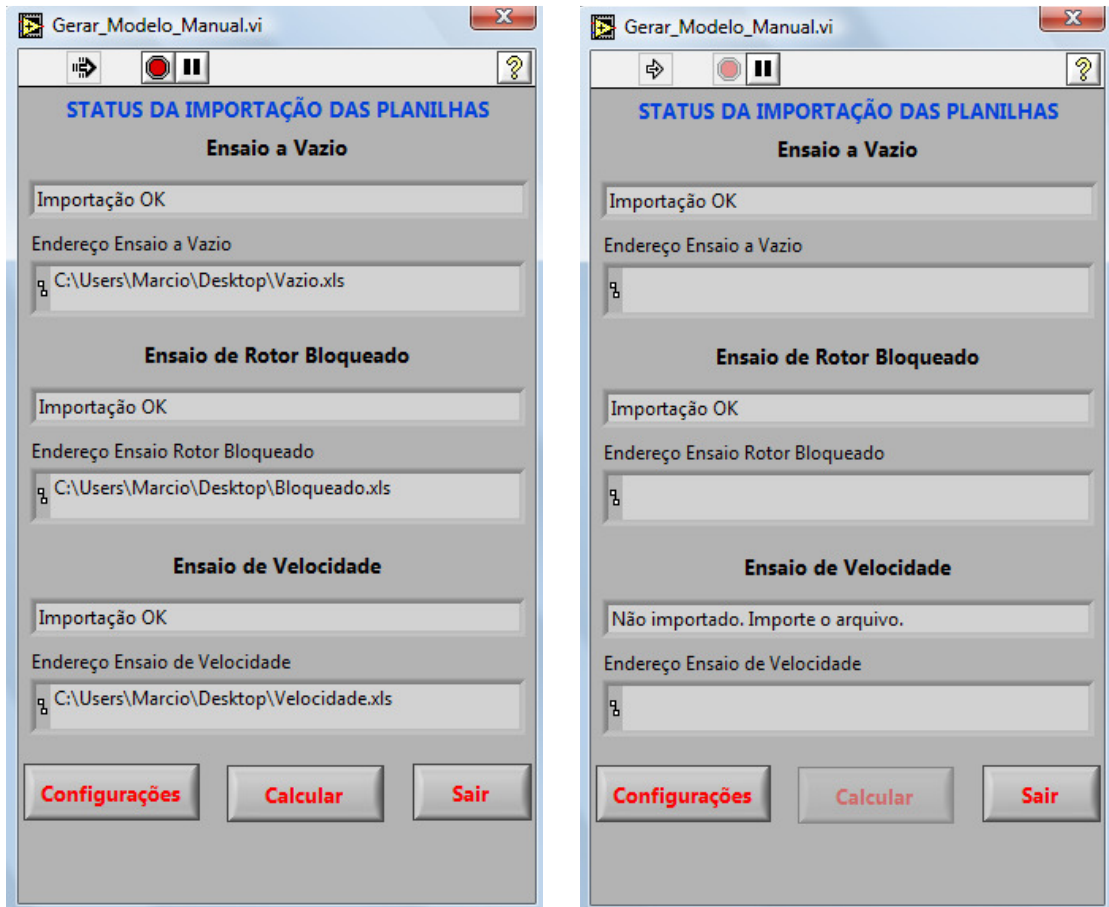 Gerar_Modelo_Manual.vi
STATUS DA IMPORTAÇÃO DAS PLANILHAS
Ensaio a Vazio
Importação OK
Endereço Ensaio a Vazio
C:\Users\Marcio\Desktop\Vazio.xls
Ensaio de Rotor Bloqueado
Importação OK
Endereço Ensaio Rotor Bloqueado
C:\Users\Marcio\Desktop\Bloqueado.xls
Ensaio de Velocidade
Importação OK
Endereço Ensaio de Velocidade
C:\Users\Marcio\Desktop\Velocidade.xls
Configurações Calcular Sair
Gerar_Modelo_Manual.vi
STATUS DA IMPORTAÇÃO DAS PLANILHAS
Ensaio a Vazio
Importação OK
Endereço Ensaio a Vazio
Ensaio de Rotor Bloqueado
Importação OK
Endereço Ensaio Rotor Bloqueado
Ensaio de Velocidade
Não importado. Importe o arquivo.
Endereço Ensaio de Velocidade
Configurações Calcular Sair